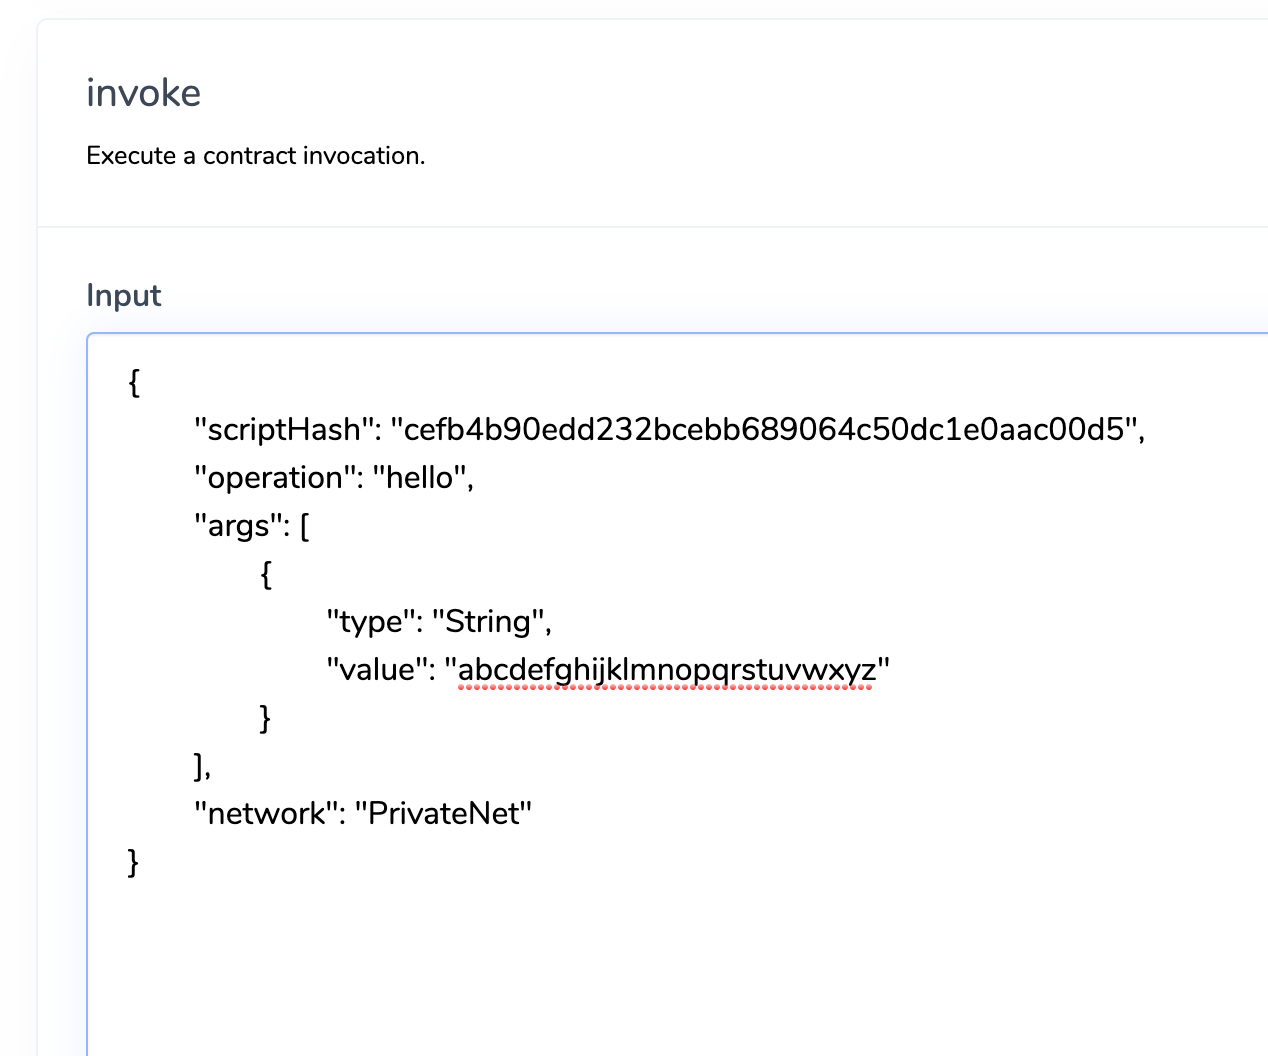 invoke
Execute a contract invocation.
Input
{
"scriptHash": "cefb4b90edd232bcebb689064c50dc1e0aac00d5",
"operation": "hello",
"args": [
{
"type": "String",
"value": "abcdefghijklmnopqrstuvwxyz"
}
],
"network": "PrivateNet"
}